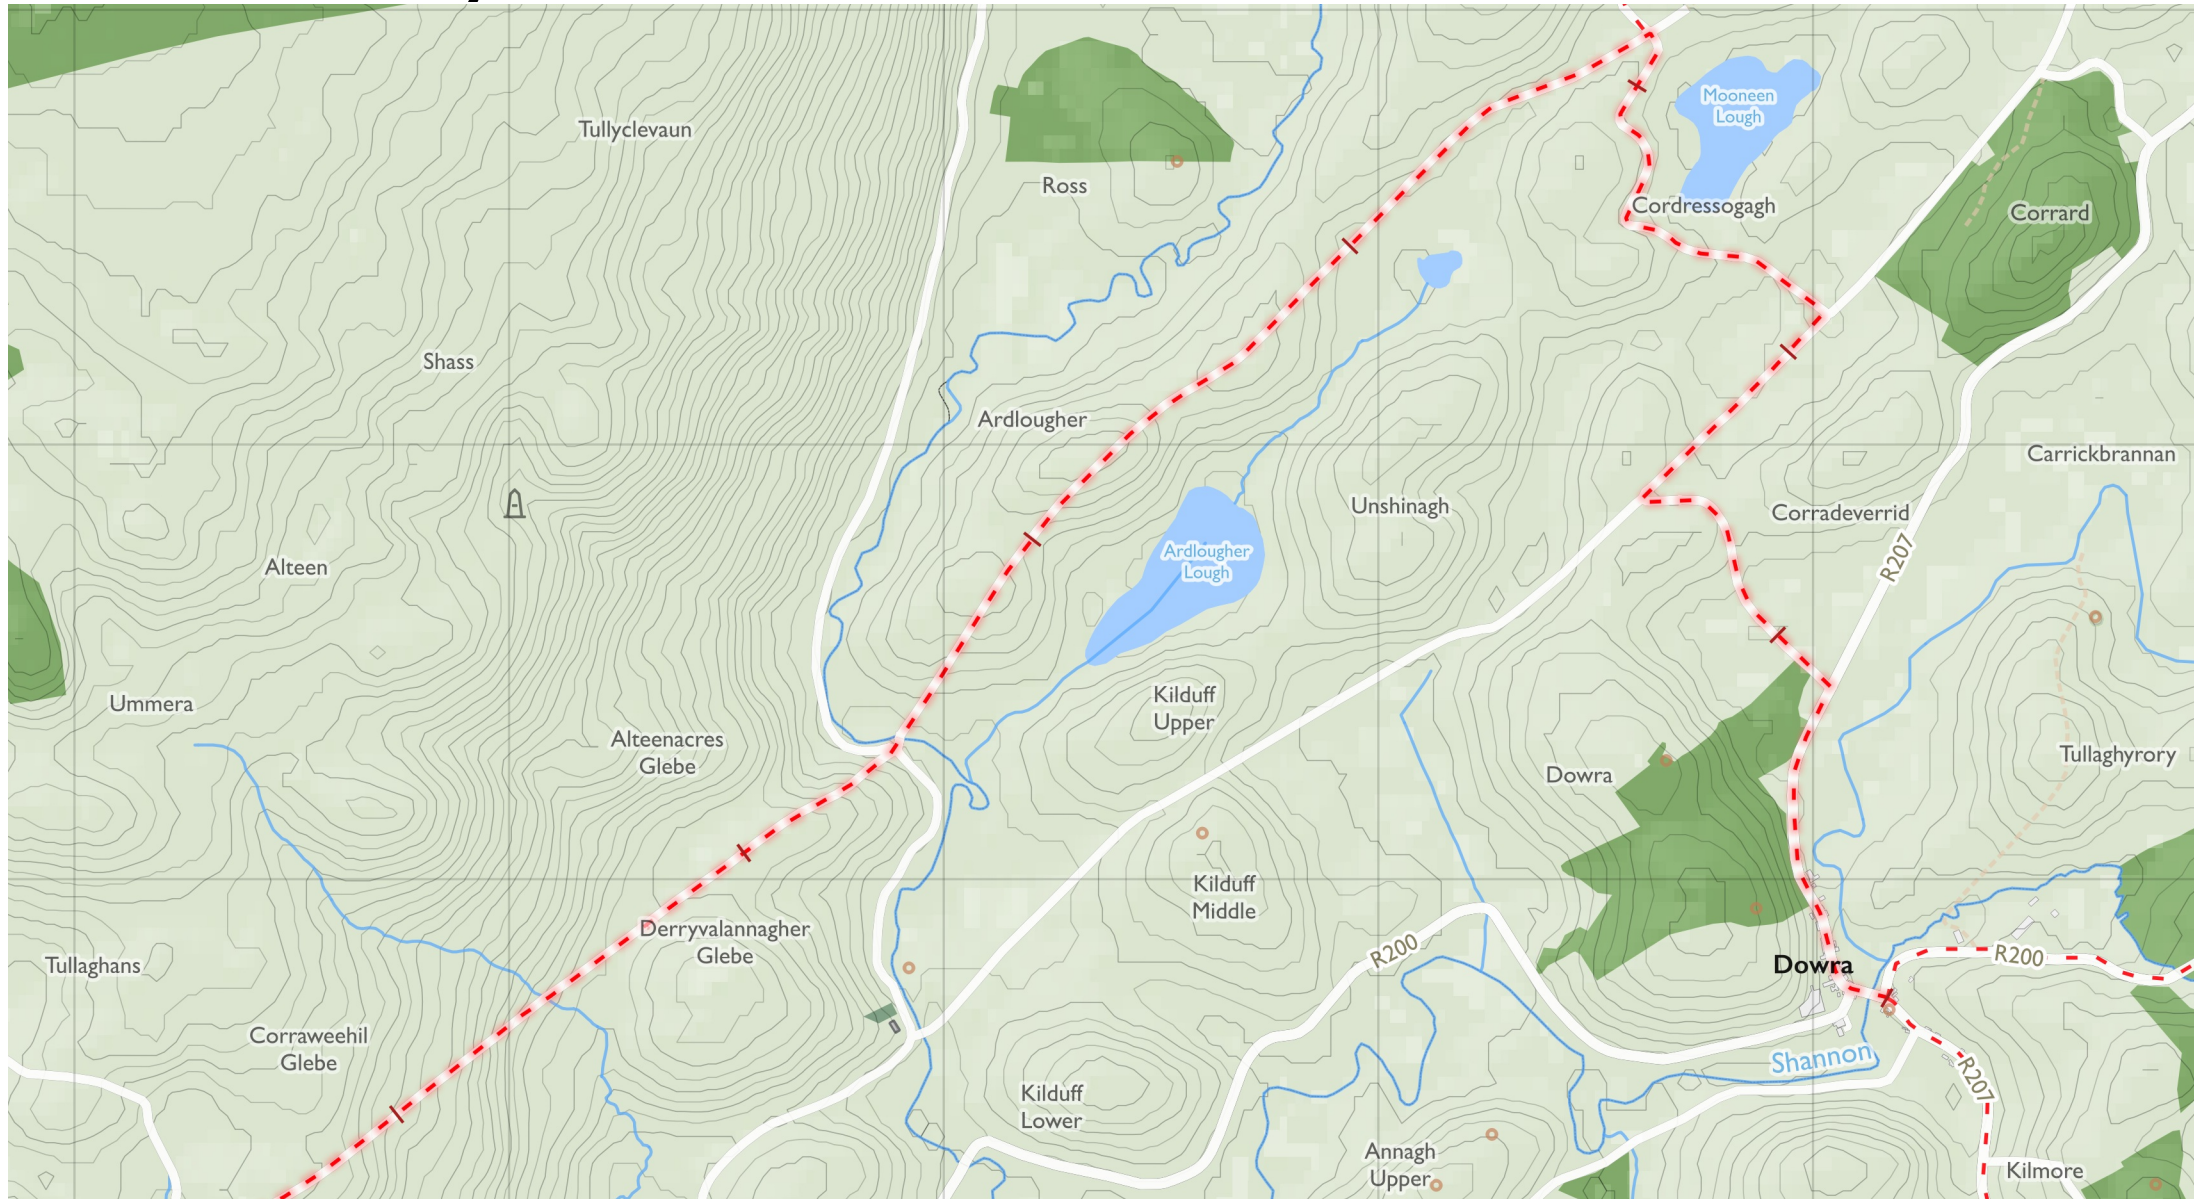 Tullyclevaun
Ross
Mooneen
Lough
Cordressogagh
Corrard
Shass
Ardlougher
Carrickbrannan
Unshinagh
Corradeverrid
Ardlougher
Lough
R207
Alteen
Ummera
Kilduff
Upper
Alteenacres
Glebe
Dowra
Tullaghyrory
Kilduff
Middle
Derryvalannagher
Glebe
R200
R200
Tullaghans
Dowra
Corraweehil
Glebe
Shannon
R207
Kilduff
Lower
Annagh
Upper
Kilmore